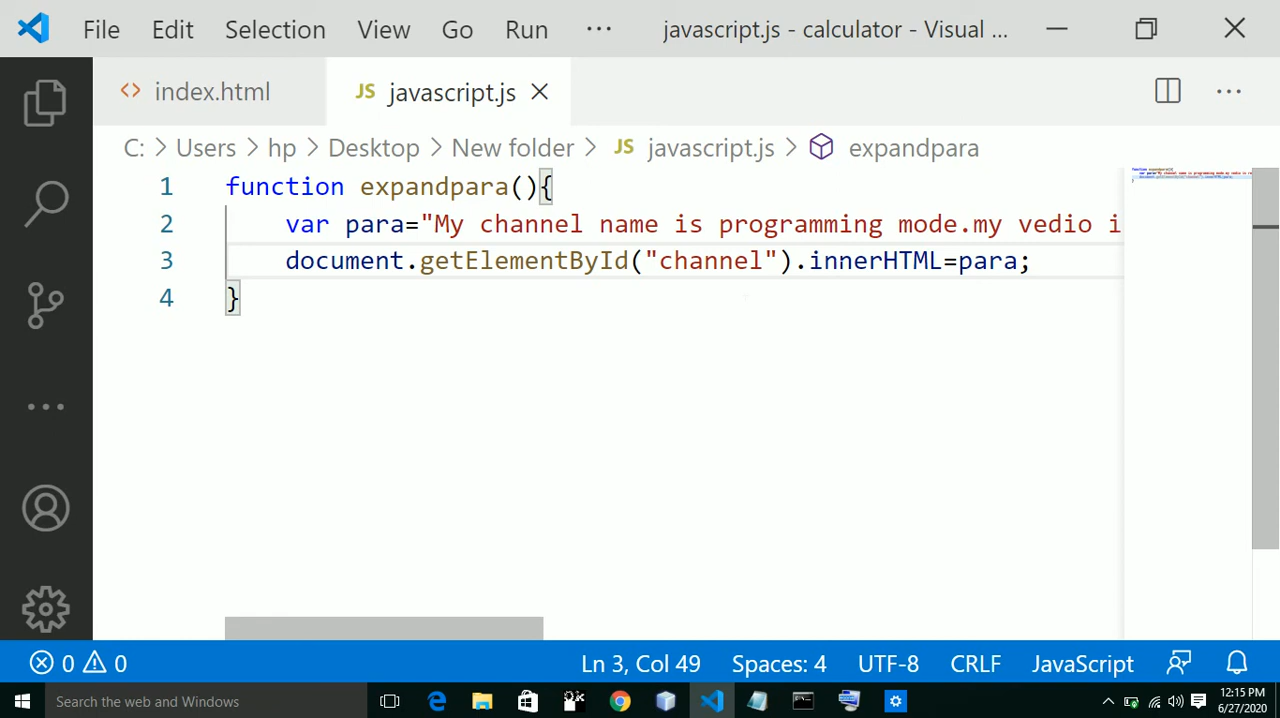 File Edit Selection View Go Run ··· javascript.js - calculator - Visual ...
<> index.html JS javascript.js ···
C: > Users > hp > Desktop > New folder > JS javascript.js > expandpara
1 function expandpara(){
2 var para="My channel name is programming mode.my vedio i
3 document.getElementById("channel").innerHTML=para;
4 }
0 0 Ln 3, Col 49 Spaces: 4 UTF-8 CRLF JavaScript
Search the web and Windows 12:15 PM
6/27/2020